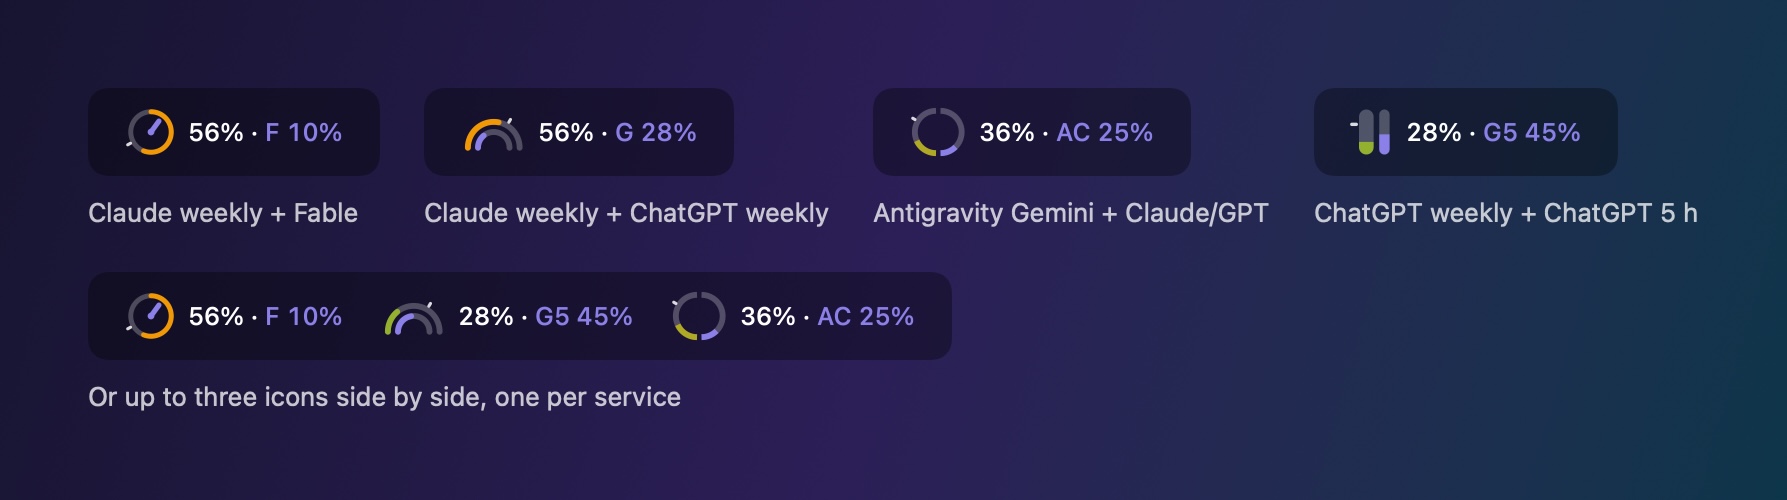 56% · F 10%
56% · G 28%
36% · AC 25%
28% · G5 45%
Claude weekly + Fable
Claude weekly + ChatGPT weekly
Antigravity Gemini + Claude/GPT
ChatGPT weekly + ChatGPT 5 h
56% · F 10%
28% · G5 45%
36% · AC 25%
Or up to three icons side by side, one per service